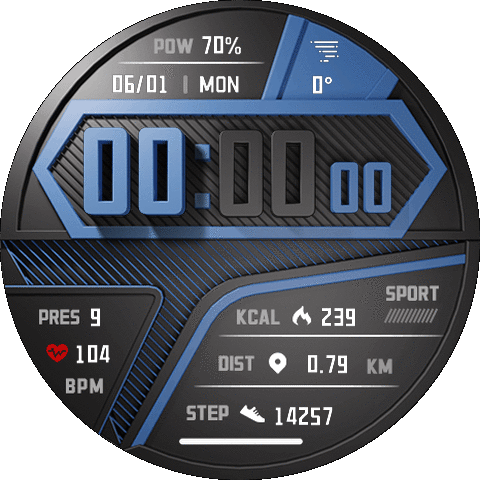 POW 70%
06/01 | MON
0°
00:00 00
SPORT
PRES 9
KCAL 239
104
DIST 0.79 KM
BPM
STEP 14257